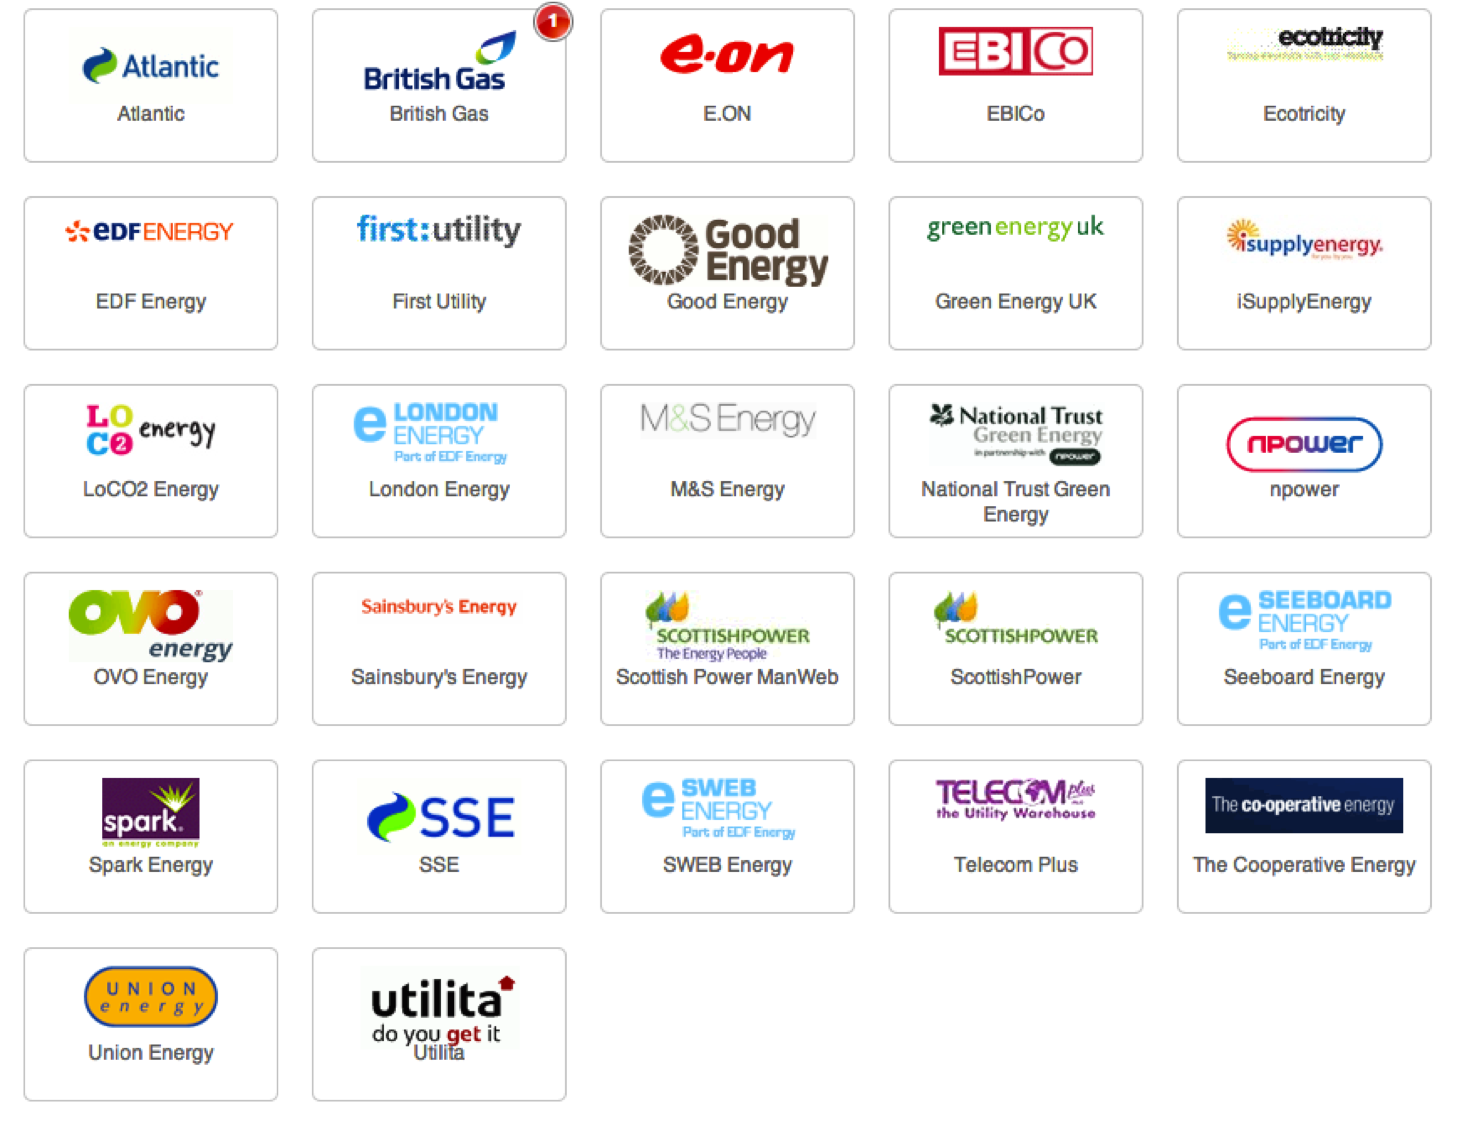 Atlantic
Atlantic
British Gas
1
British Gas
e·on
E.ON
EBICo
EBICo
ecotricity
Ecotricity
eDF ENERGY
EDF Energy
first:utility
First Utility
Good
Energy
Good Energy
green energy uk
Green Energy UK
isupplyenergy.
for you by you.
iSupplyEnergy
LO
CO2 energy
LoCO2 Energy
e LONDON
ENERGY
Part of EDF Energy
London Energy
M&S Energy
M&S Energy
National Trust
Green Energy
in partnership with npower
National Trust Green
Energy
npower
npower
OVO®
energy
OVO Energy
Sainsbury's Energy
Sainsbury's Energy
SCOTTISHPOWER
The Energy People
Scottish Power ManWeb
SCOTTISHPOWER
ScottishPower
e SEEBOARD
ENERGY
Part of EDF Energy
Seeboard Energy
spark.
an energy company
Spark Energy
SSE
SSE
e SWEB
ENERGY
Part of EDF Energy
SWEB Energy
TELECOM plus
the Utility Warehouse
Telecom Plus
The co-operative energy
The Cooperative Energy
UNION
energy
Union Energy
utilita
do you get it
Utilita